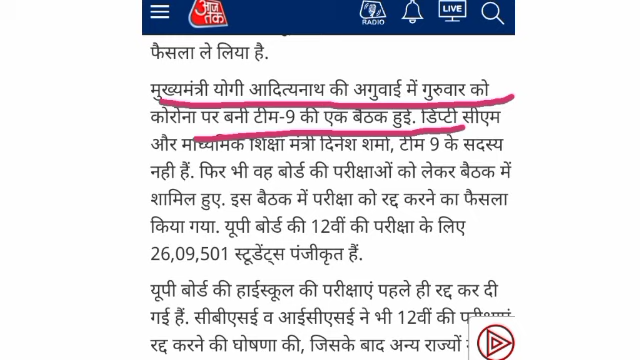 आज तक
RADIO
LIVE
फैसला ले लिया है.
मुख्यमंत्री योगी आदित्यनाथ की अगुवाई में गुरुवार को
कोरोना पर बनी टीम-9 की एक बैठक हुई. डिप्टी सीएम
और माध्यमिक शिक्षा मंत्री दिनेश शर्मा, टीम 9 के सदस्य
नही हैं. फिर भी वह बोर्ड की परीक्षाओं को लेकर बैठक में
शामिल हुए. इस बैठक में परीक्षा को रद्द करने का फैसला
किया गया. यूपी बोर्ड की 12वीं की परीक्षा के लिए
26,09,501 स्टूडेंट्स पंजीकृत हैं.
यूपी बोर्ड की हाईस्कूल की परीक्षाएं पहले ही रद्द कर दी
गई हैं. सीबीएसई व आईसीएसई ने भी 12वीं की परीक्षाएं
रद्द करने की घोषणा की, जिसके बाद अन्य राज्यों